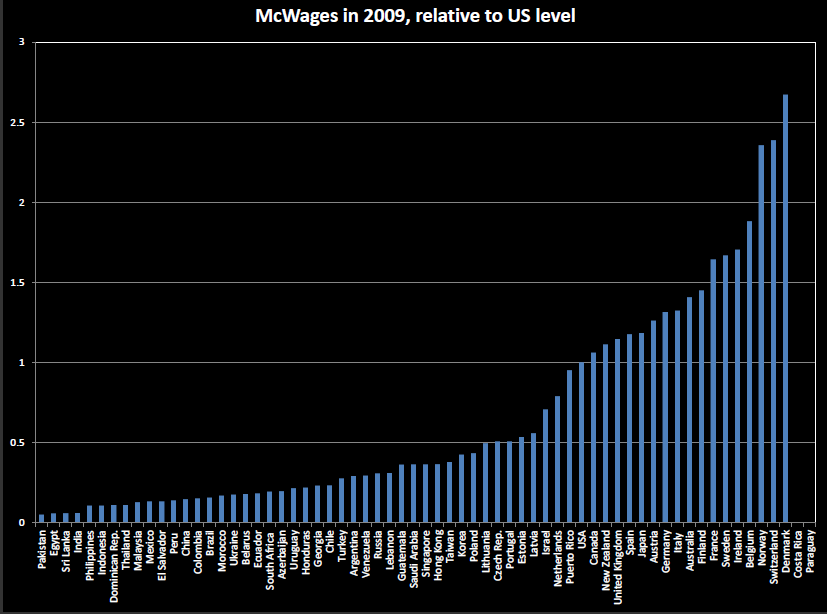 McWages in 2009, relative to US level
3
2.5
2
1.5
1
0.5
0
Pakistan
Egypt
Sri Lanka
India
Philippines
Indonesia
Dominican Rep.
Thailand
Malaysia
Mexico
El Salvador
Peru
China
Colombia
Brazil
Morocco
Ukraine
Belarus
Ecuador
South Africa
Azerbaijan
Uruguay
Honduras
Georgia
Chile
Turkey
Argentina
Venezuela
Russia
Lebanon
Guatemala
Saudi Arabia
Singapore
Hong Kong
Taiwan
Korea
Poland
Lithuania
Czech Rep.
Portugal
Estonia
Latvia
Israel
Netherlands
Puerto Rico
USA
Canada
New Zealand
United Kingdom
Spain
Japan
Austria
Germany
Italy
Australia
Finland
France
Sweden
Ireland
Belgium
Norway
Switzerland
Denmark
Costa Rica
Paraguay